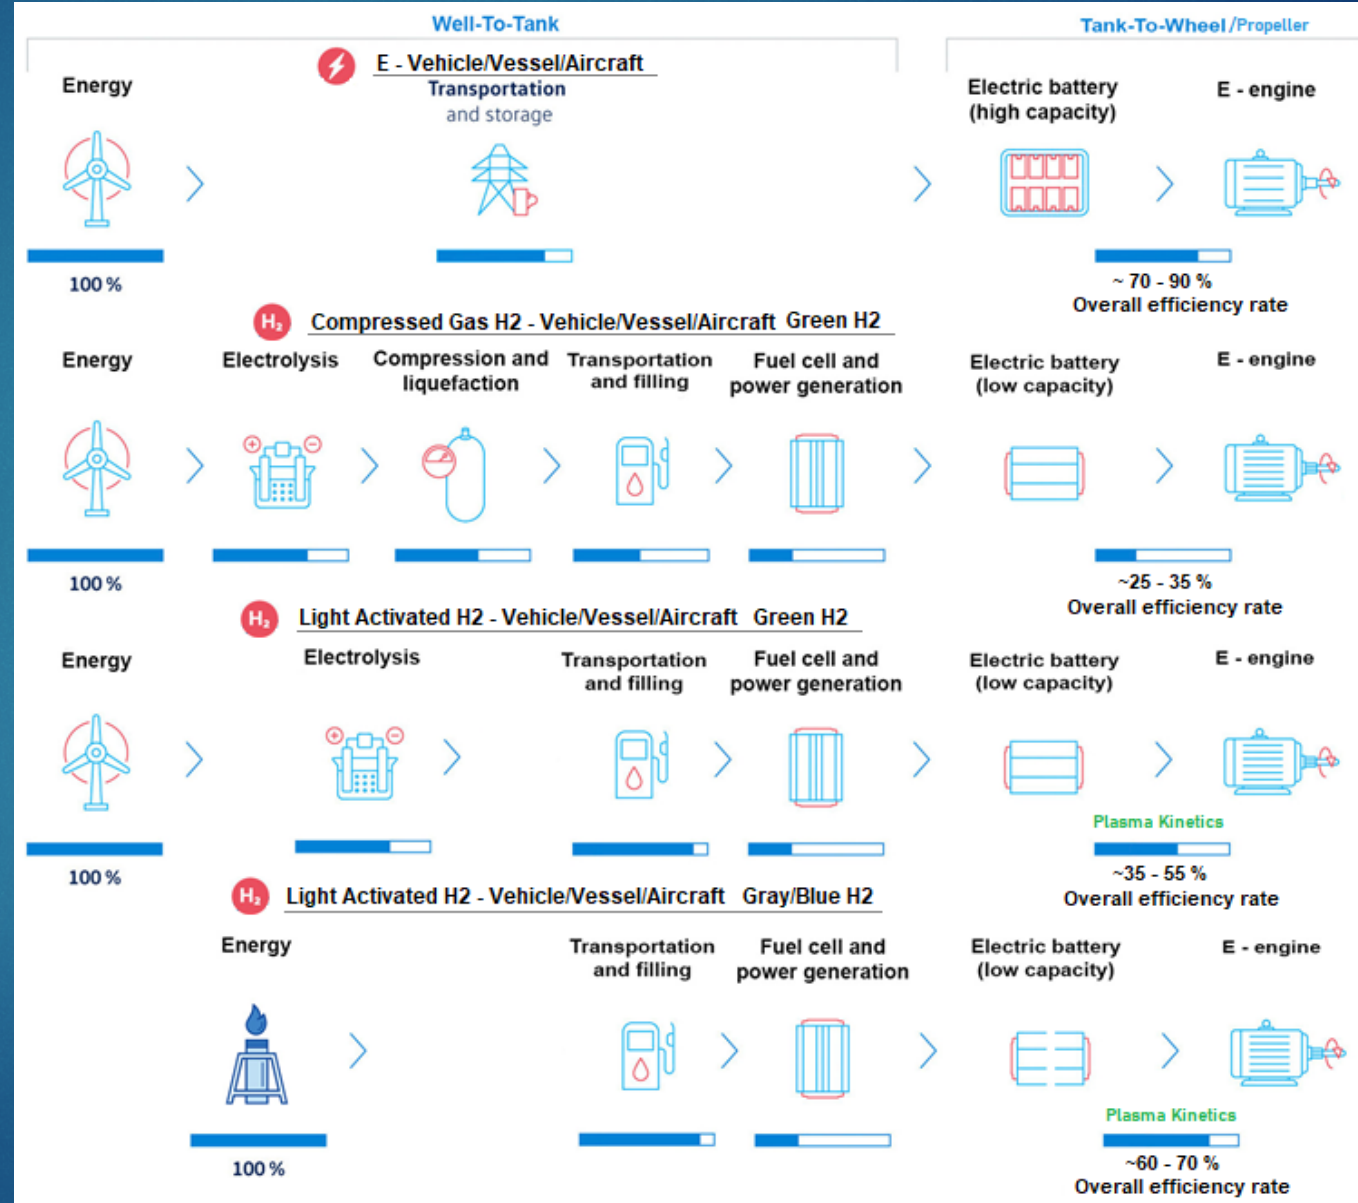 Well-To-Tank
Tank-To-Wheel/Propeller
E - Vehicle/Vessel/Aircraft
Energy
Transportation
and storage
Electric battery
(high capacity)
E - engine
100 %
~ 70 - 90 %
Overall efficiency rate
H₂
Compressed Gas H2 - Vehicle/Vessel/Aircraft Green H2
Energy
Electrolysis
Compression and
liquefaction
Transportation
and filling
Fuel cell and
power generation
Electric battery
(low capacity)
E - engine
+
−
100 %
~25 - 35 %
Overall efficiency rate
H₂
Light Activated H2 - Vehicle/Vessel/Aircraft Green H2
Energy
Electrolysis
Transportation
and filling
Fuel cell and
power generation
Electric battery
(low capacity)
E - engine
+
−
Plasma Kinetics
100 %
~35 - 55 %
Overall efficiency rate
H₂
Light Activated H2 - Vehicle/Vessel/Aircraft Gray/Blue H2
Energy
Transportation
and filling
Fuel cell and
power generation
Electric battery
(low capacity)
E - engine
Plasma Kinetics
100 %
~60 - 70 %
Overall efficiency rate